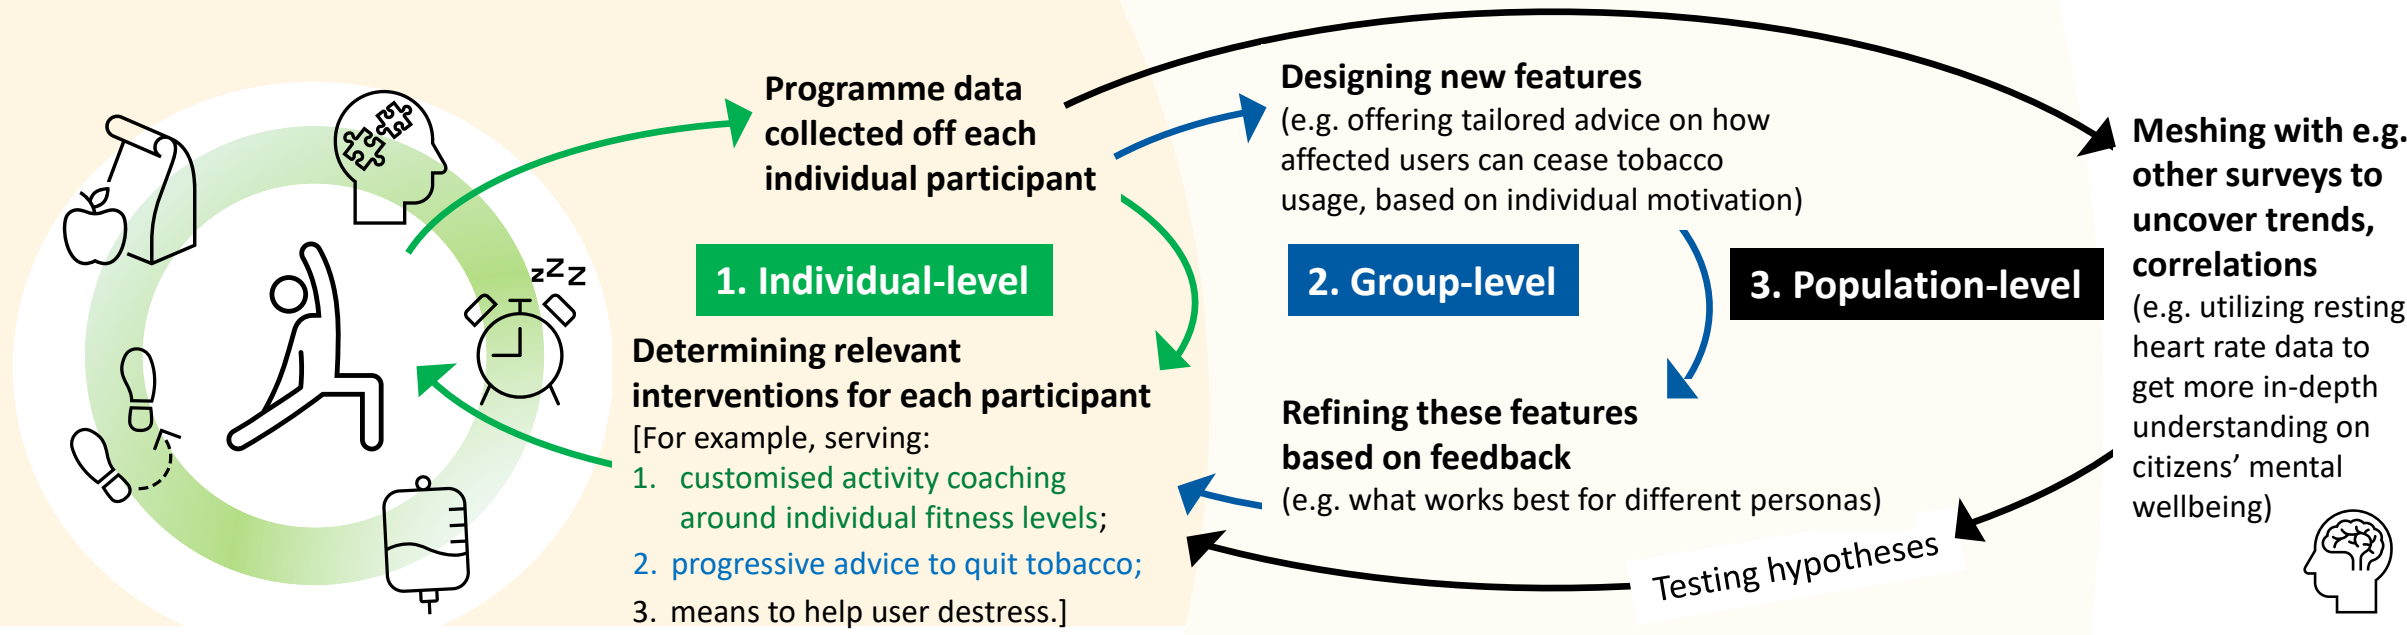 Programme data
collected off each
individual participant
1. Individual-level
Determining relevant
interventions for each participant
[For example, serving:
1. customised activity coaching
around individual fitness levels;
2. progressive advice to quit tobacco;
3. means to help user destress.]
zZZ
Designing new features
(e.g. offering tailored advice on how
affected users can cease tobacco
usage, based on individual motivation)
2. Group-level
Refining these features
based on feedback
(e.g. what works best for different personas)
3. Population-level
Testing hypotheses
Meshing with e.g.
other surveys to
uncover trends,
correlations
(e.g. utilizing resting
heart rate data to
get more in-depth
understanding on
citizens’ mental
wellbeing)